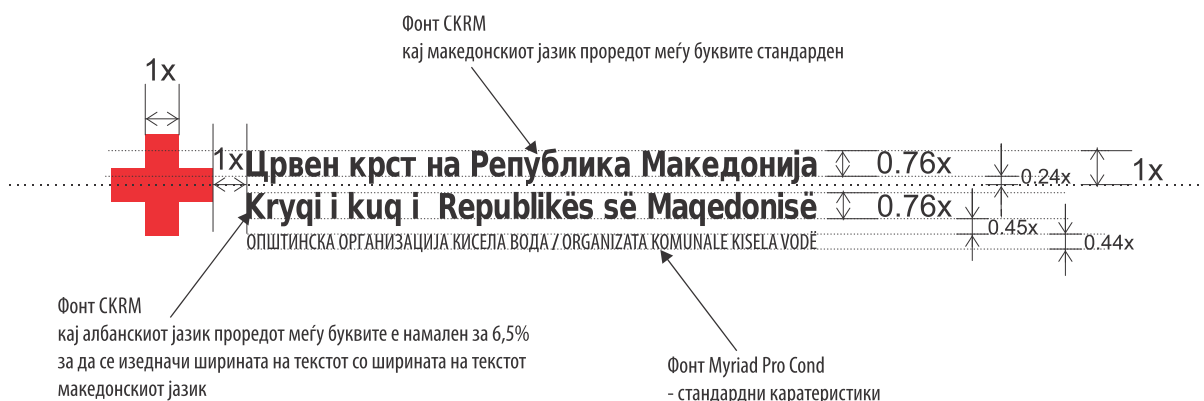 Фонт CKRM
кај македонскиот јазик проредот меѓу буквите стандарден
1x
1x Црвен крст на Република Македонија 0.76x 0.24x 1x
Kryqi i kuq i Republikës së Maqedonisë 0.76x 0.45x
ОПШТИНСКА ОРГАНИЗАЦИЈА КИСЕЛА ВОДА / ORGANIZATA KOMUNALE KISELA VODË 0.44x
Фонт CKRM
кај албанскиот јазик проредот меѓу буквите е намален за 6,5%
за да се изедначи ширината на текстот со ширината на текстот
македонскиот јазик
Фонт Myriad Pro Cond
- стандардни каратеристики